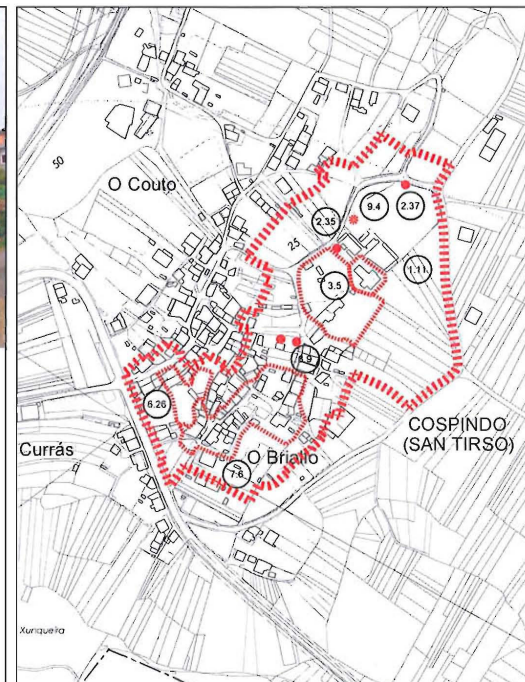 50
O Couto
2.35
9.4
2.37
25
1.11
3.5
6.26
COSPINDO
(SAN TIRSO)
Currás
O Briallo
7.6
Xunqueira